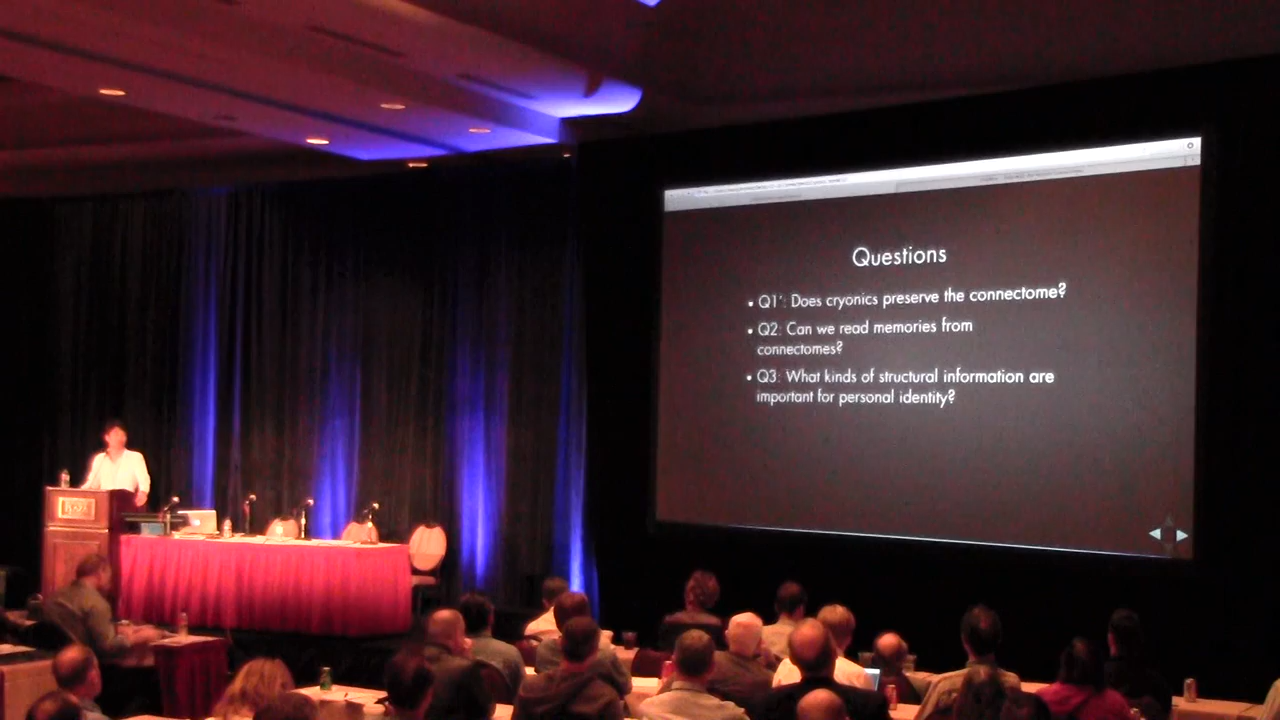 Questions
• Q1': Does cryonics preserve the connectome?
• Q2: Can we read memories from
connectomes?
• Q3: What kinds of structural information are
important for personal identity?